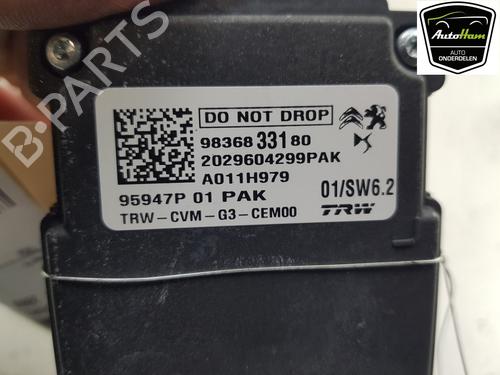 AutoHam
AUTO
ONDERDELEN
B-PARTS
DO NOT DROP
98368 331 80
2029604299PAK
A011H979
95947P 01 PAK
01/SW6.2
TRW-CVM-G3-CEM00
TRW